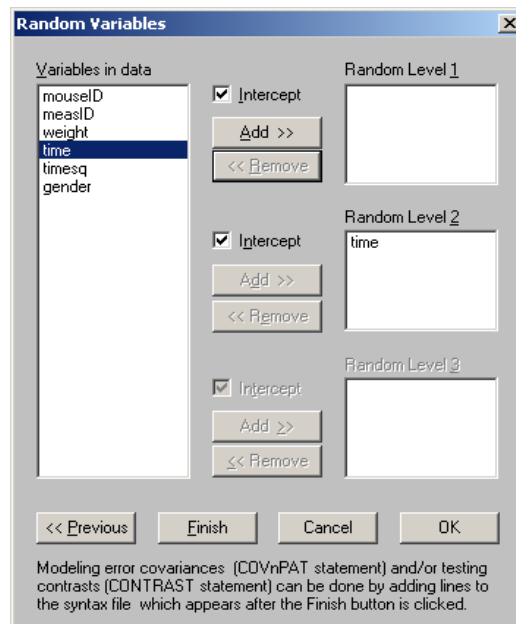 Random Variables
Variables in data
mouseID
measID
weight
time
timesq
gender
Intercept
Add >>
<< Remove
Random Level 1
Intercept
Add >>
<< Remove
Random Level 2
time
Intercept
Add >>
<< Remove
Random Level 3
<< Previous
Finish
Cancel
OK
Modeling error covariances (COVnPAT statement) and/or testing
contrasts (CONTRAST statement) can be done by adding lines to
the syntax file which appears after the Finish button is clicked.